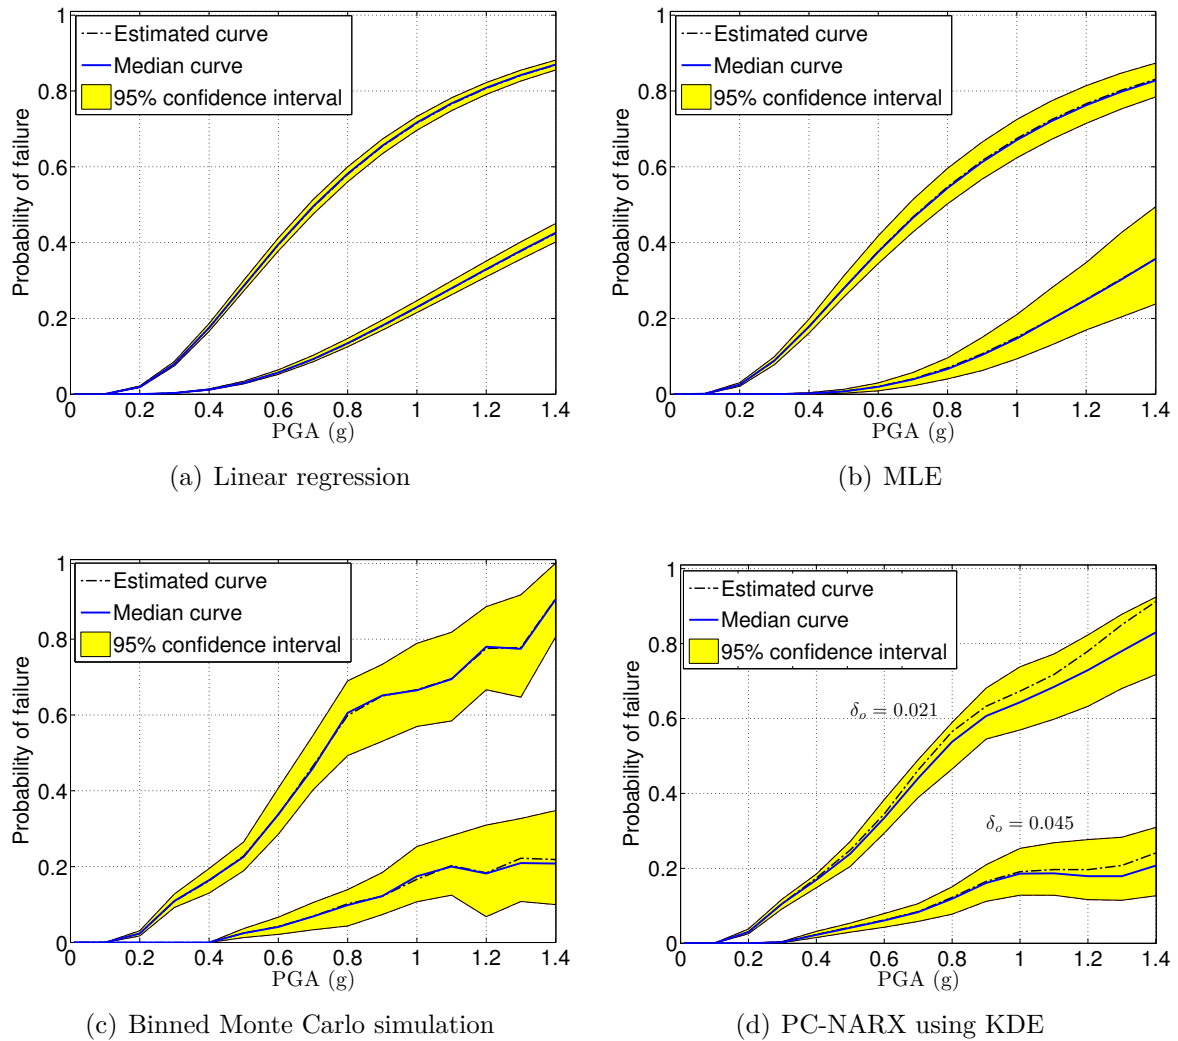 Estimated curve
Median curve
95% confidence interval
Probability of failure
1
0.8
0.6
0.4
0.2
0
0 0.2 0.4 0.6 0.8 1 1.2 1.4
PGA (g)
(a) Linear regression
Estimated curve
Median curve
95% confidence interval
Probability of failure
1
0.8
0.6
0.4
0.2
0
0 0.2 0.4 0.6 0.8 1 1.2 1.4
PGA (g)
(b) MLE
Estimated curve
Median curve
95% confidence interval
Probability of failure
1
0.8
0.6
0.4
0.2
0
0 0.2 0.4 0.6 0.8 1 1.2 1.4
PGA (g)
(c) Binned Monte Carlo simulation
Estimated curve
Median curve
95% confidence interval
Probability of failure
1
0.8
0.6
0.4
0.2
0
δₒ = 0.021
δₒ = 0.045
0 0.2 0.4 0.6 0.8 1 1.2 1.4
PGA (g)
(d) PC-NARX using KDE